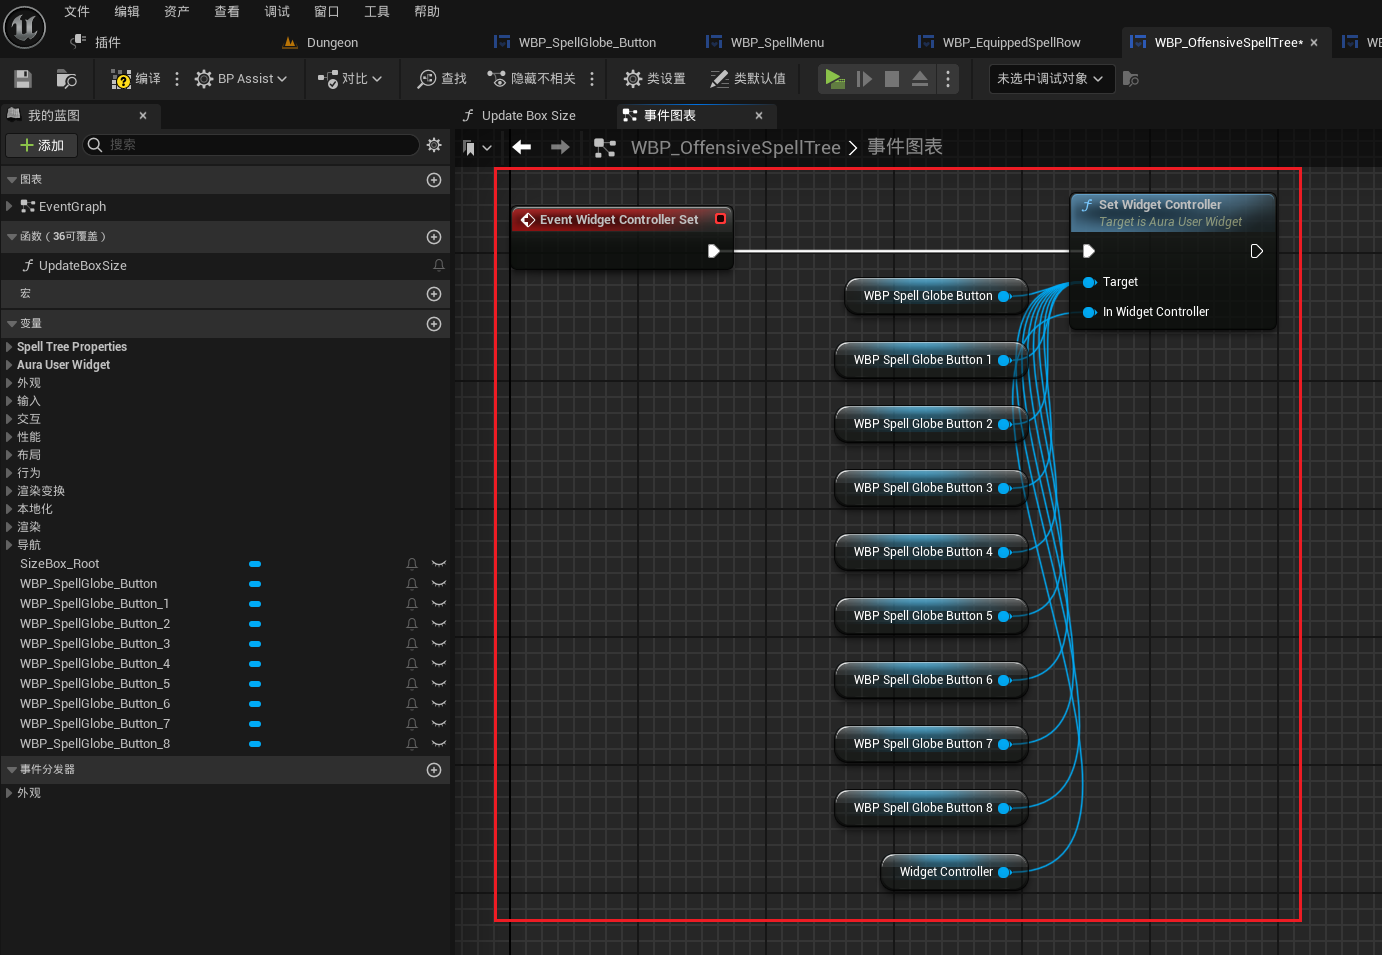 文件 编辑 资产 查看 调试 窗口 工具 帮助
插件 Dungeon WBP_SpellGlobe_Button WBP_SpellMenu WBP_EquippedSpellRow WBP_OffensiveSpellTree*
编译 BP Assist 对比 查找 隐藏不相关 类设置 类默认值 未选中调试对象
我的蓝图
Update Box Size 事件图表
添加 搜索
WBP_OffensiveSpellTree 事件图表
图表
EventGraph
函数（36可覆盖）
UpdateBoxSize
宏
变量
Spell Tree Properties
Aura User Widget
外观
输入
交互
性能
布局
行为
渲染变换
本地化
渲染
导航
SizeBox_Root
WBP_SpellGlobe_Button
WBP_SpellGlobe_Button_1
WBP_SpellGlobe_Button_2
WBP_SpellGlobe_Button_3
WBP_SpellGlobe_Button_4
WBP_SpellGlobe_Button_5
WBP_SpellGlobe_Button_6
WBP_SpellGlobe_Button_7
WBP_SpellGlobe_Button_8
事件分发器
外观
Event Widget Controller Set
Set Widget Controller
Target is Aura User Widget
Target
In Widget Controller
WBP Spell Globe Button
WBP Spell Globe Button 1
WBP Spell Globe Button 2
WBP Spell Globe Button 3
WBP Spell Globe Button 4
WBP Spell Globe Button 5
WBP Spell Globe Button 6
WBP Spell Globe Button 7
WBP Spell Globe Button 8
Widget Controller